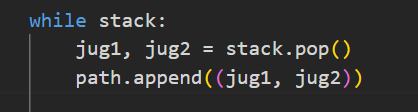 while stack:
    jug1, jug2 = stack.pop()
    path.append((jug1, jug2))